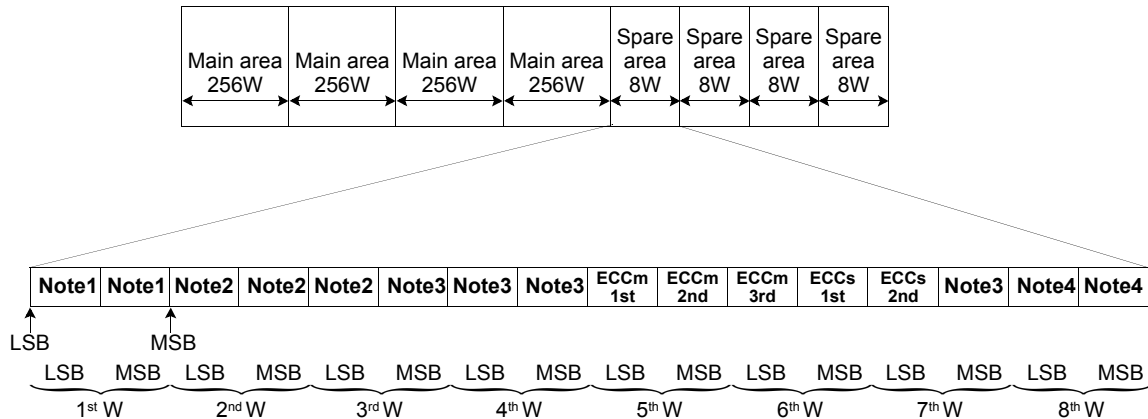 Main area 256W Main area 256W Main area 256W Main area 256W Spare area 8W Spare area 8W Spare area 8W Spare area 8W
Note1 Note1 Note2 Note2 Note2 Note3 Note3 Note3 ECCm 1st ECCm 2nd ECCm 3rd ECCs 1st ECCs 2nd Note3 Note4 Note4
LSB MSB
LSB MSB LSB MSB LSB MSB LSB MSB LSB MSB LSB MSB LSB MSB LSB MSB
1st W 2nd W 3rd W 4th W 5th W 6th W 7th W 8th W